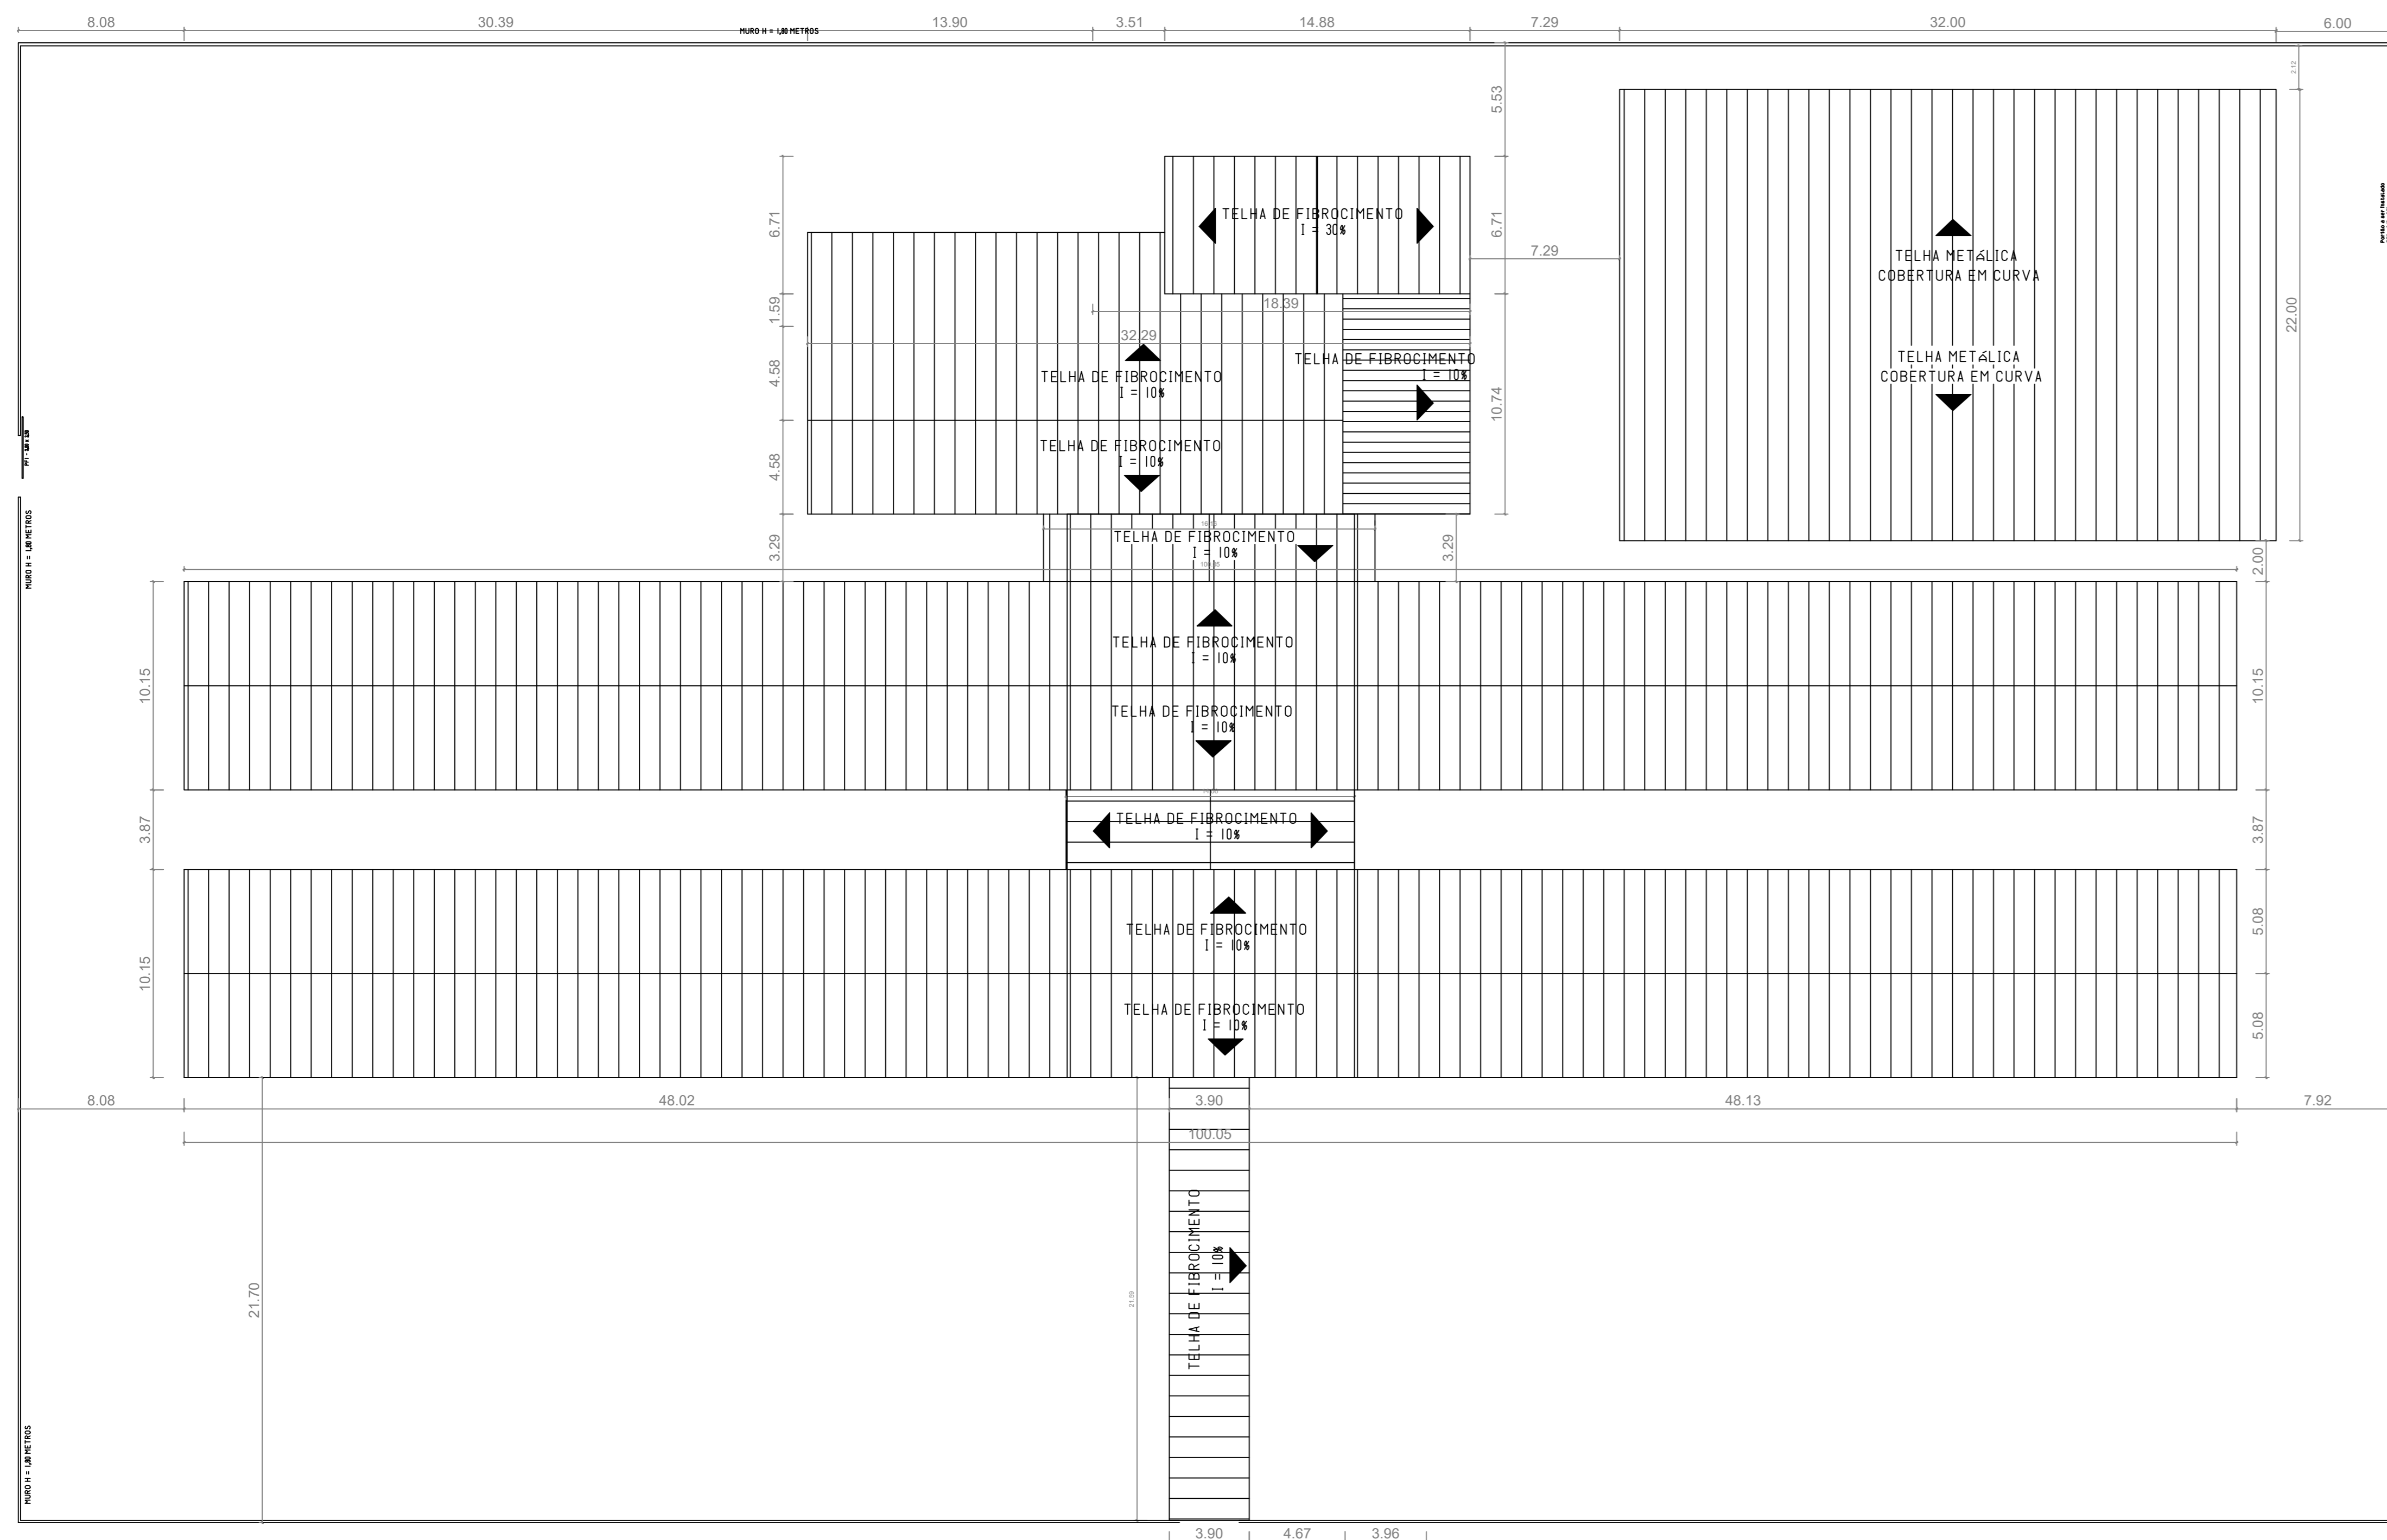 8.08
30.39
13.90
3.51
14.88
7.29
32.00
6.00
MURO H = 1,80 METROS
2.12
5.53
6.71
6.71
TELHA DE FIBROCIMENTO
I = 30%
7.29
TELHA METÁLICA
COBERTURA EM CURVA
22.00
1.59
18.39
32.29
TELHA METÁLICA
COBERTURA EM CURVA
TELHA DE FIBROCIMENTO
I = 10%
4.58
TELHA DE FIBROCIMENTO
I = 10%
10.74
TELHA DE FIBROCIMENTO
I = 10%
4.58
MURO H = 1,80 METROS
3.29
TELHA DE FIBROCIMENTO
I = 10%
3.29
2.00
100.05
TELHA DE FIBROCIMENTO
I = 10%
10.15
10.15
TELHA DE FIBROCIMENTO
I = 10%
3.87
TELHA DE FIBROCIMENTO
I = 10%
3.87
TELHA DE FIBROCIMENTO
I = 10%
5.08
10.15
TELHA DE FIBROCIMENTO
I = 10%
5.08
8.08
48.02
3.90
48.13
7.92
100.05
TELHA DE FIBROCIMENTO
I = 10%
21.70
21.59
MURO H = 1,80 METROS
3.90
4.67
3.96